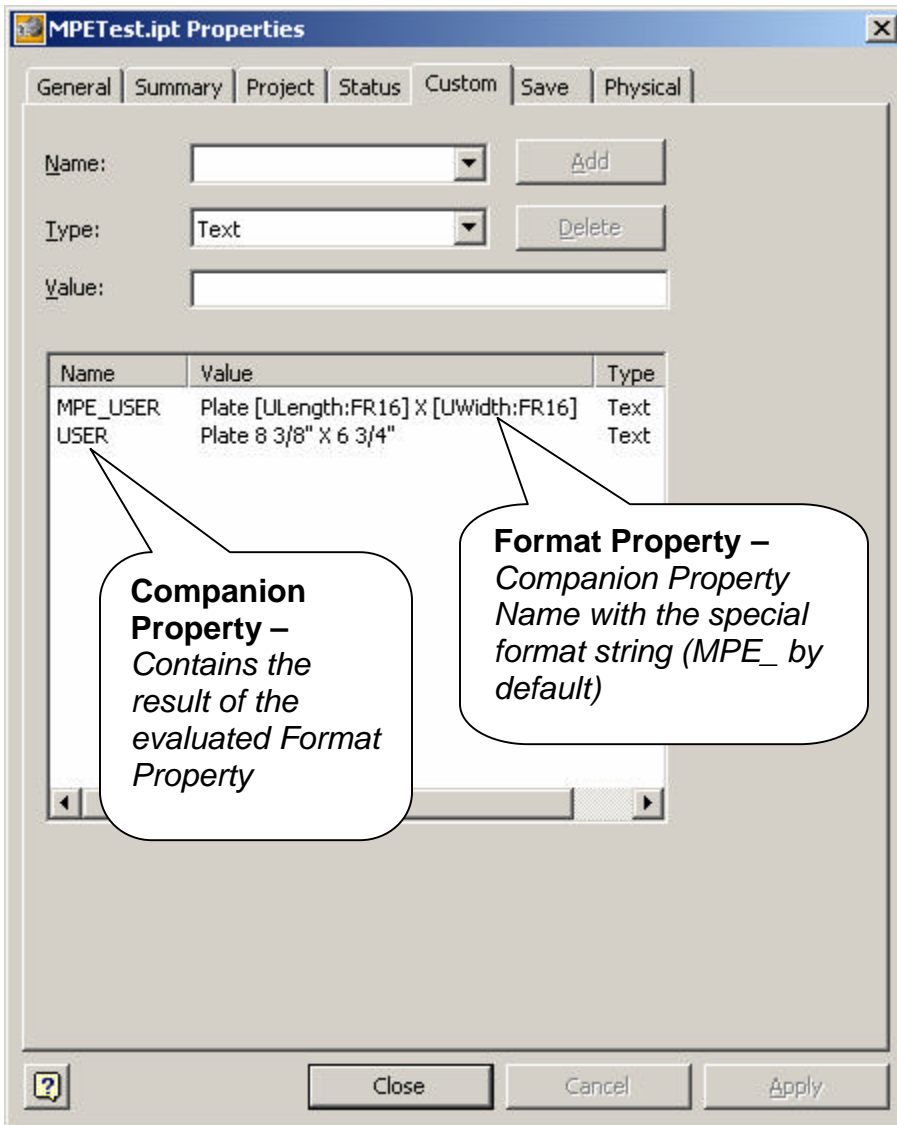 MPETest.ipt Properties
General Summary Project Status Custom Save Physical
Name: Add
Type: Text Delete
Value:
Name Value Type
MPE_USER Plate [ULength:FR16] X [UWidth:FR16] Text
USER Plate 8 3/8" X 6 3/4" Text
Companion
Property –
Contains the
result of the
evaluated Format
Property
Format Property –
Companion Property
Name with the special
format string (MPE_ by
default)
Close Cancel Apply